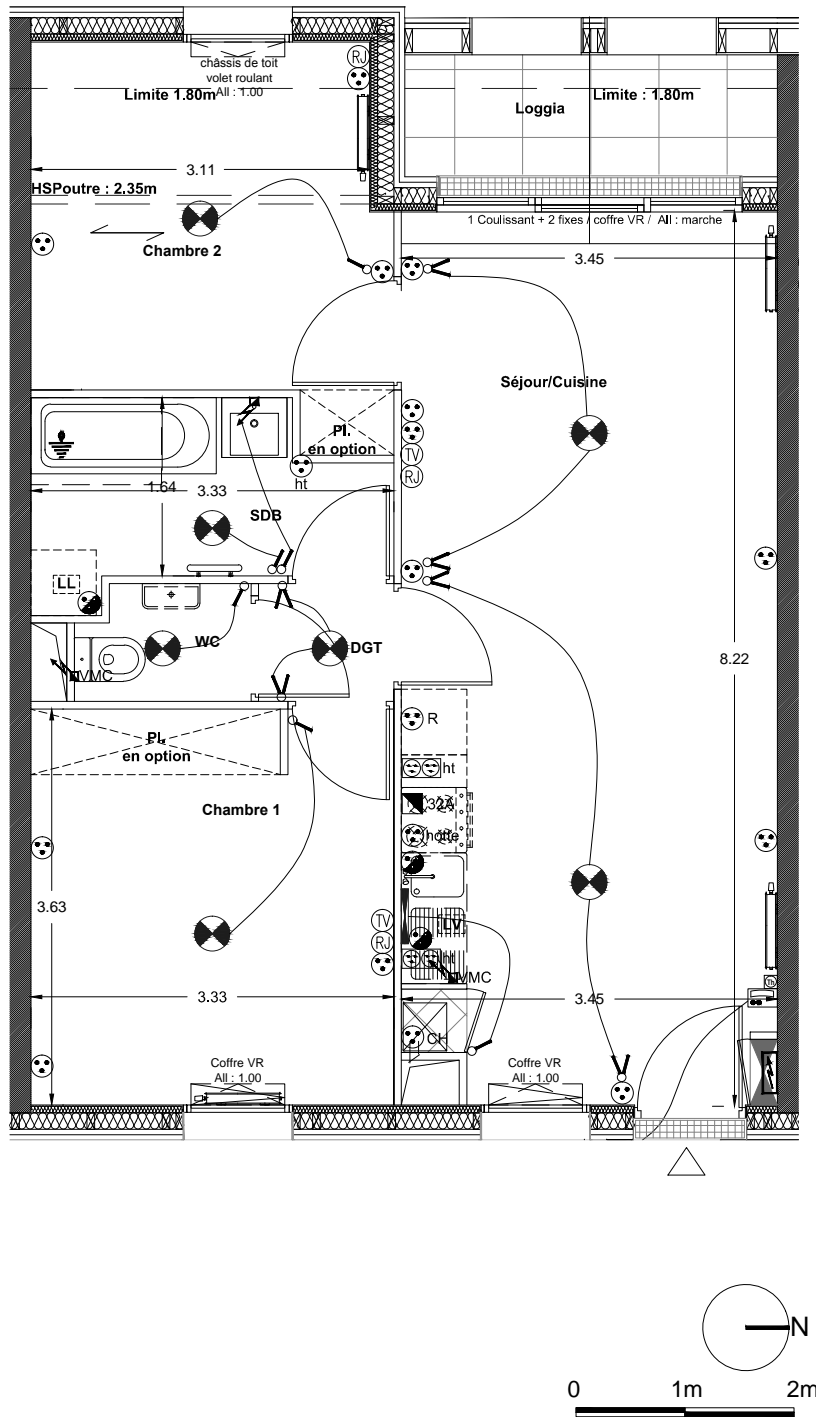 châssis de toit
volet roulant
All : 1.00
RJ
Limite 1.80m
Loggia
Limite : 1.80m
3.11
HSPoutre : 2.35m
1 Coulissant + 2 fixes / coffre VR / All : marche
Chambre 2
3.45
Séjour/Cuisine
Pl.
en option
TV
RJ
ht
1.64
3.33
SDB
LL
WC
DGT
8.22
VMC
R
Pl.
en option
ht
32A
Chambre 1
hotte
3.63
TV
LV
RJ
ht
VMC
Th
3.33
3.45
CH
Coffre VR
All : 1.00
Coffre VR
All : 1.00
N
0 1m 2m